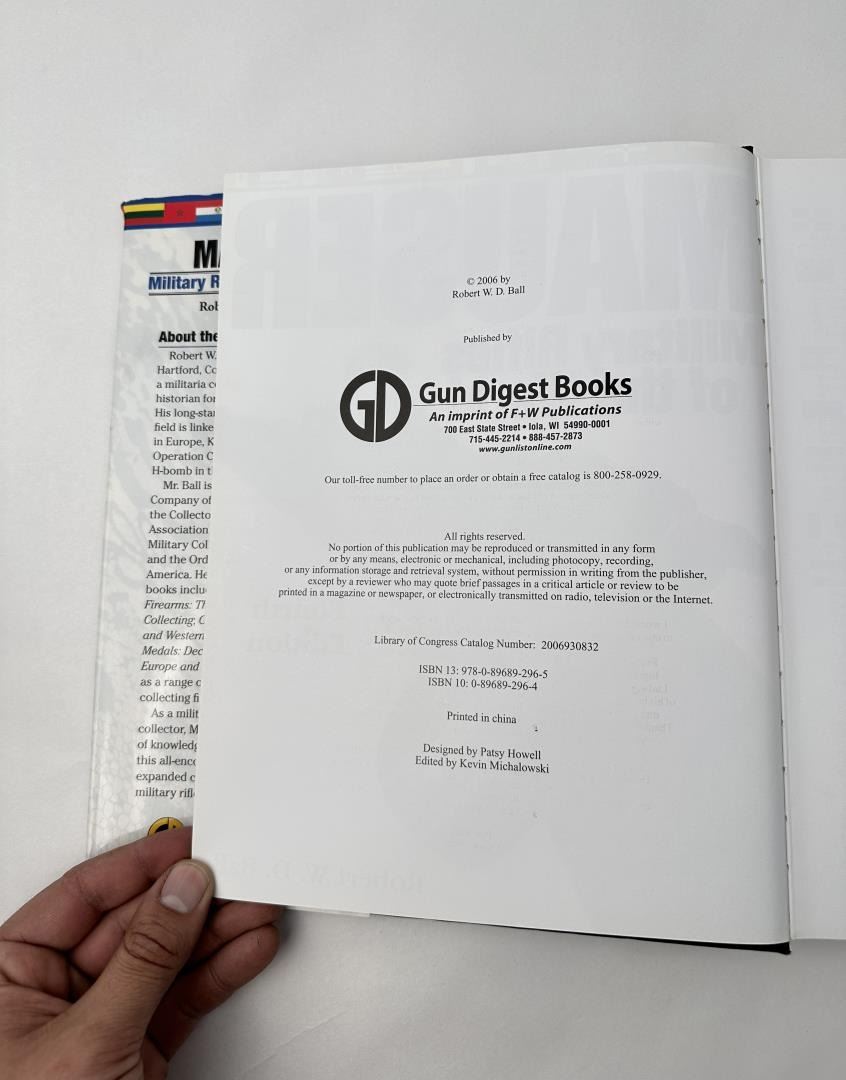 MA
Military R
Rob
About the
Robert W.
Hartford, Co
a militaria co
historian for
His long-sta
field is linke
in Europe, K
Operation C
H-bomb in t
Mr. Ball is
Company of
the Collecto
Association
Military Col
and the Ord
America. He
books inclu
Firearms: Th
Collecting; C
and Western
Medals: Dec
Europe and
as a range o
collecting fi
As a milit
collector, M
of knowledg
this all-enco
expanded c
military rifl
© 2006 by
Robert W. D. Ball
Published by
GD
Gun Digest Books
An imprint of F+W Publications
700 East State Street • Iola, WI 54990-0001
715-445-2214 • 888-457-2873
www.gunlistonline.com
Our toll-free number to place an order or obtain a free catalog is 800-258-0929.
All rights reserved.
No portion of this publication may be reproduced or transmitted in any form
or by any means, electronic or mechanical, including photocopy, recording,
or any information storage and retrieval system, without permission in writing from the publisher,
except by a reviewer who may quote brief passages in a critical article or review to be
printed in a magazine or newspaper, or electronically transmitted on radio, television or the Internet.
Library of Congress Catalog Number: 2006930832
ISBN 13: 978-0-89689-296-5
ISBN 10: 0-89689-296-4
Printed in china
Designed by Patsy Howell
Edited by Kevin Michalowski
MAUSER
Robert W. D. Ball